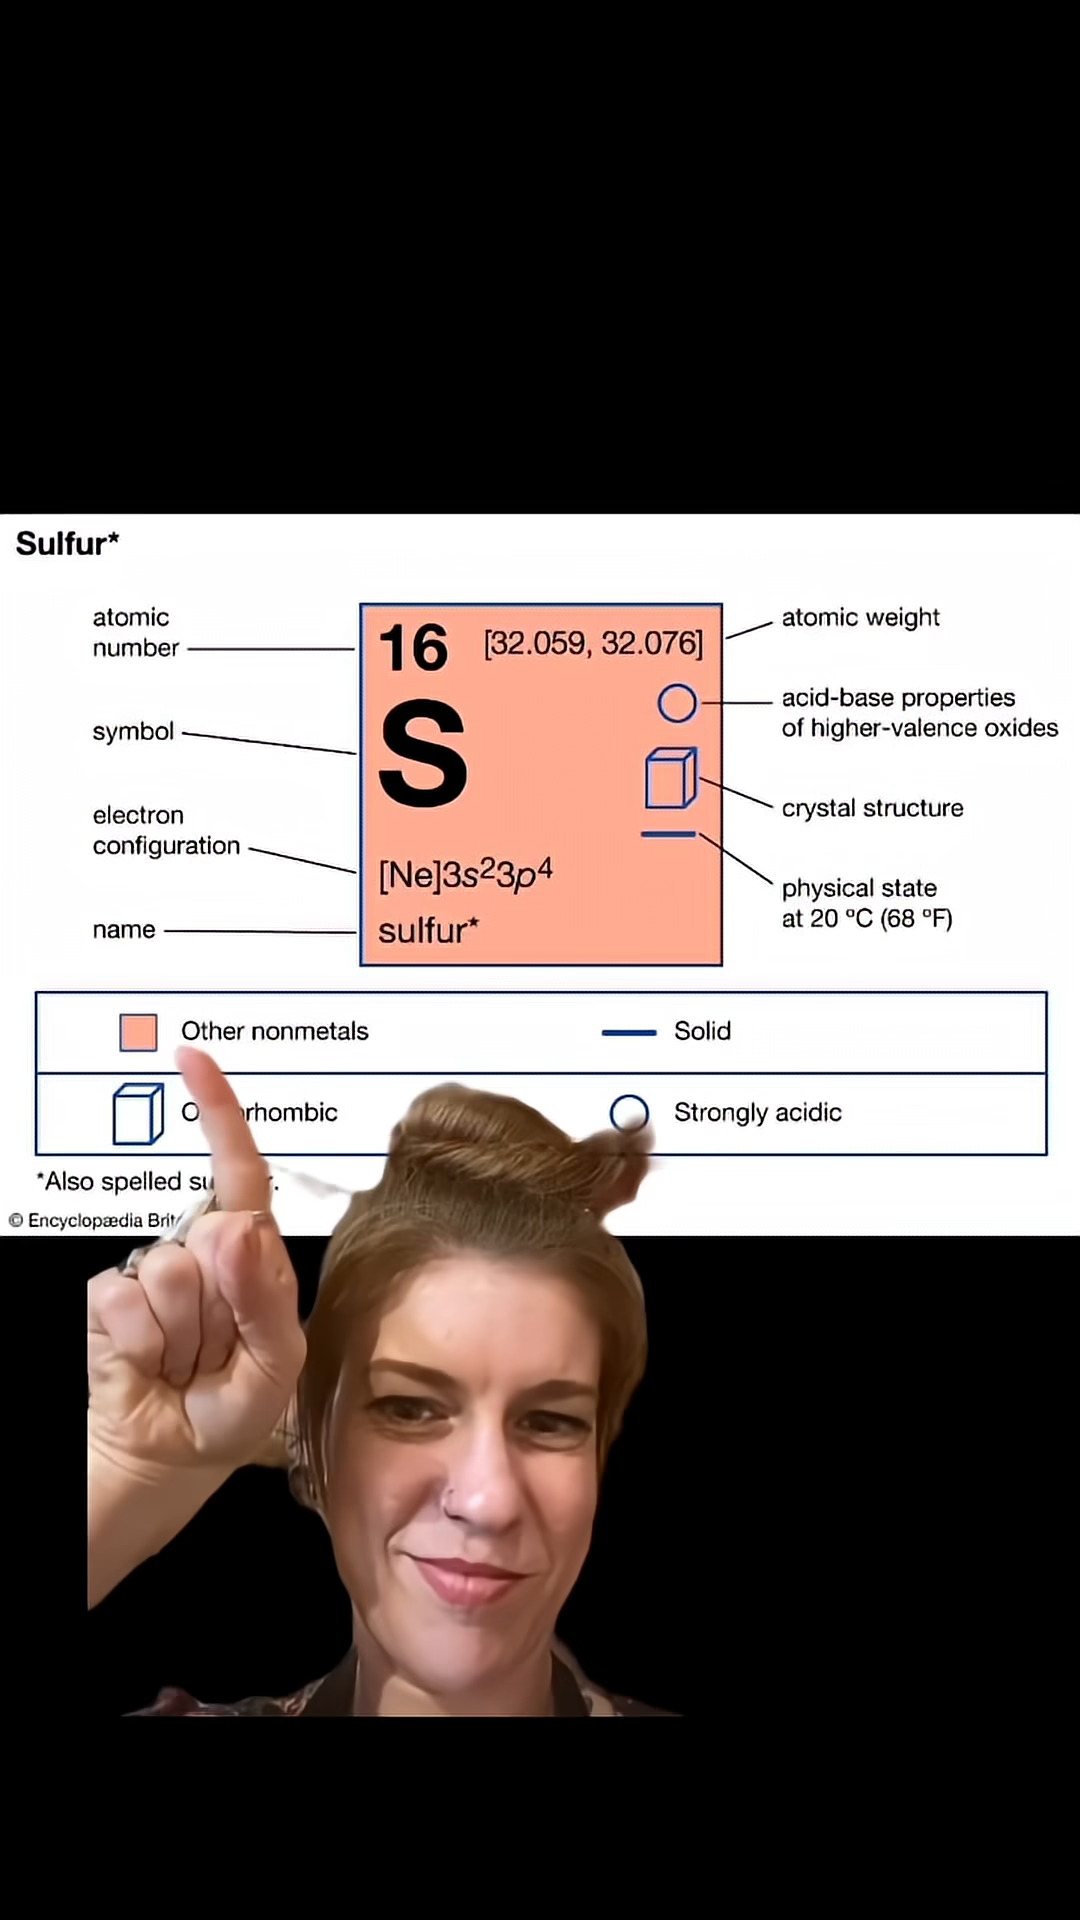 Sulfur*
atomic
number
16 [32.059, 32.076]
atomic weight
symbol
S
acid-base properties
of higher-valence oxides
crystal structure
electron
configuration
[Ne]3s²3p⁴
physical state
at 20 ºC (68 ºF)
name
sulfur*
Other nonmetals
Solid
Strongly acidic
*Also spelled
© Encyclopædia